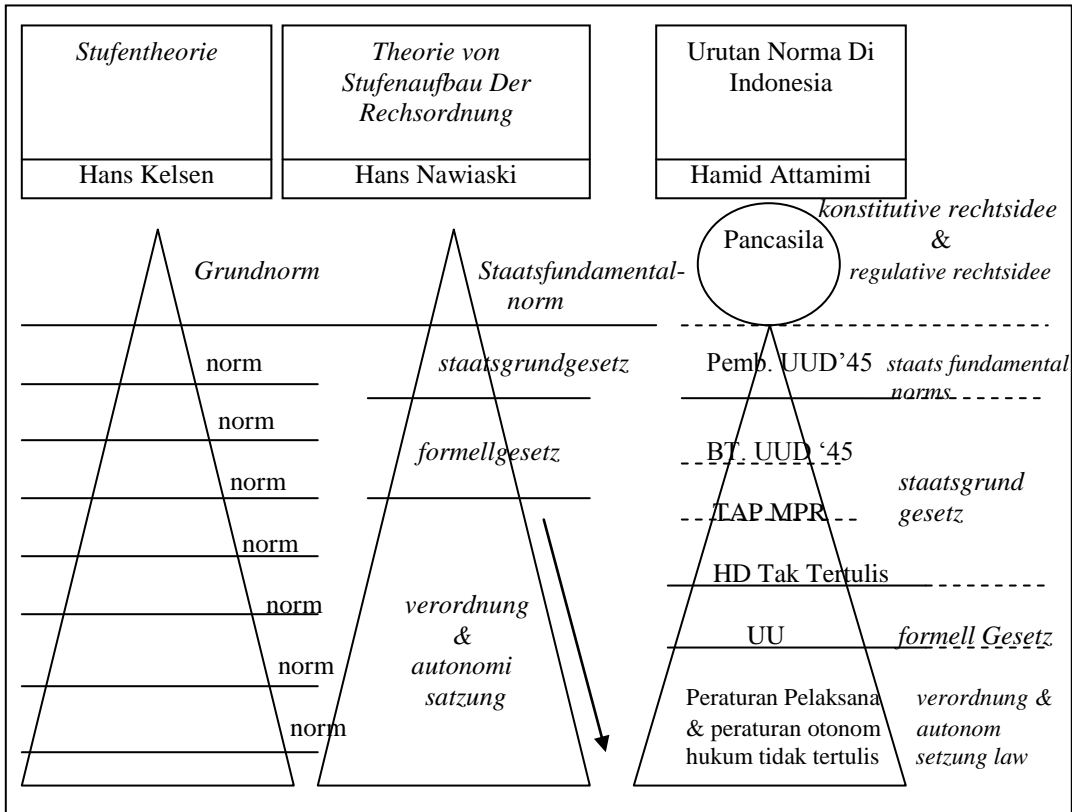 Stufentheorie
Hans Kelsen
Theorie von
Stufenaufbau Der
Rechsordnung
Hans Nawiaski
Urutan Norma Di
Indonesia
Hamid Attamimi
Grundnorm
norm
norm
norm
norm
norm
norm
norm
Staatsfundamental-
norm
staatsgrundgesetz
formellgesetz
verordnung
&
autonomi
satzung
Pancasila
konstitutive rechtsidee
&
regulative rechtsidee
Pemb. UUD’45
staats fundamental
norms
BT. UUD ‘45
TAP MPR
HD Tak Tertulis
staatsgrund
gesetz
UU
formell Gesetz
Peraturan Pelaksana
& peraturan otonom
hukum tidak tertulis
verordnung &
autonom
setzung law